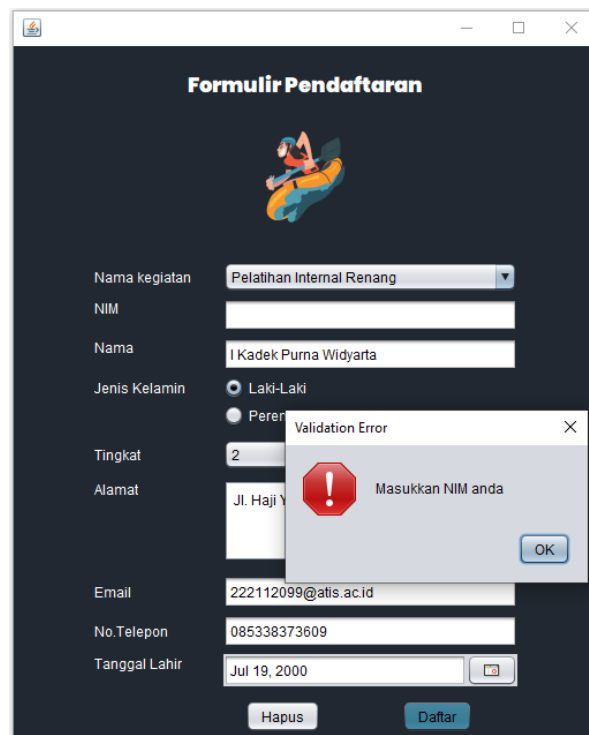 Formulir Pendaftaran
Nama kegiatan Pelatihan Internal Renang
NIM
Nama I Kadek Purna Widyarta
Jenis Kelamin Laki-Laki
Validation Error
Tingkat 2
Masukkan NIM anda
Alamat Jl. Haji
OK
Email 222112099@atis.ac.id
No.Telepon 085338373609
Tanggal Lahir Jul 19, 2000
Hapus Daftar